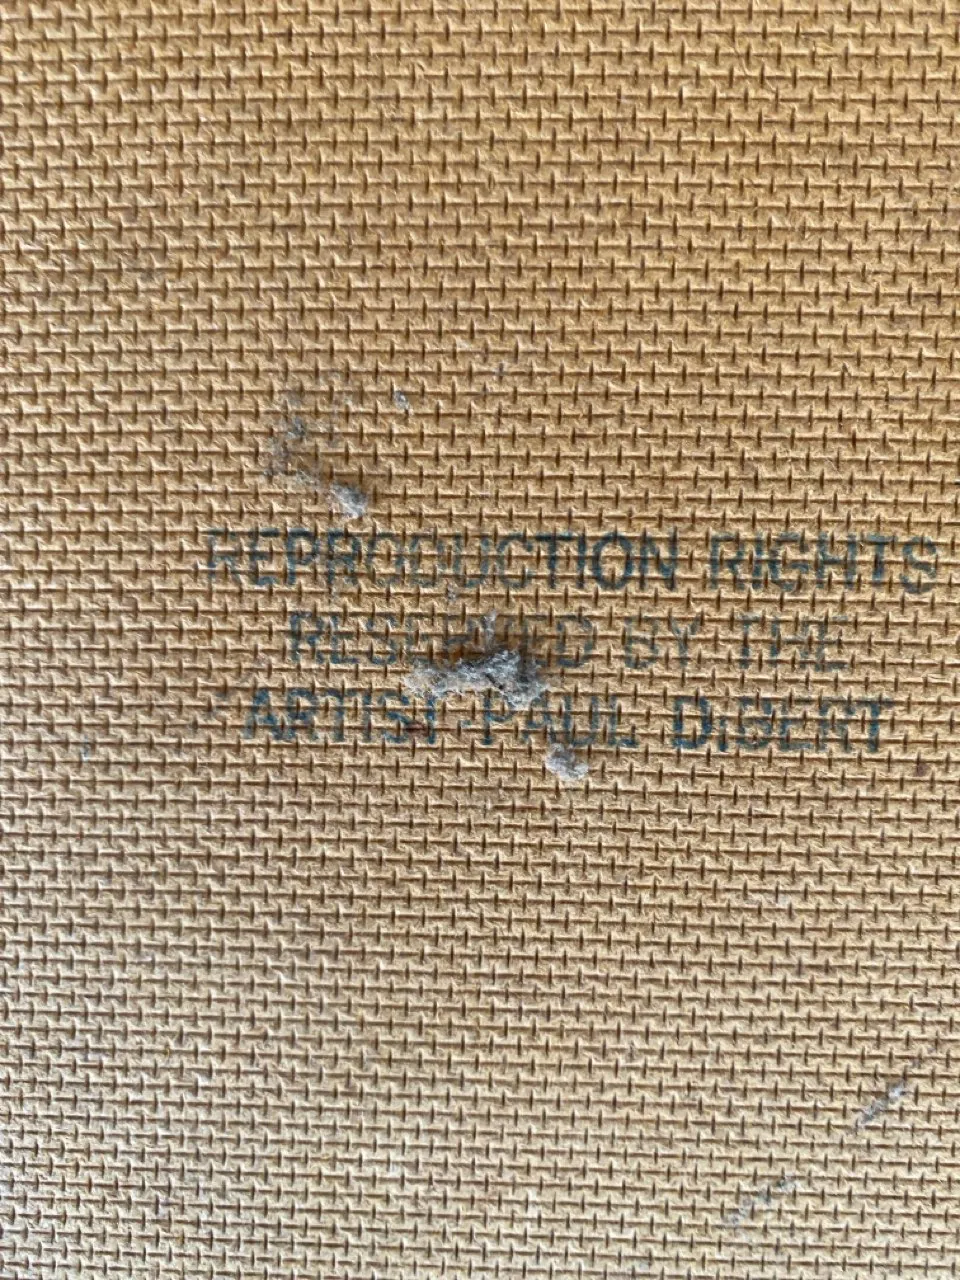 REPRODUCTION RIGHTS
RESERVED BY THE
ARTIST-PAUL DIBERT